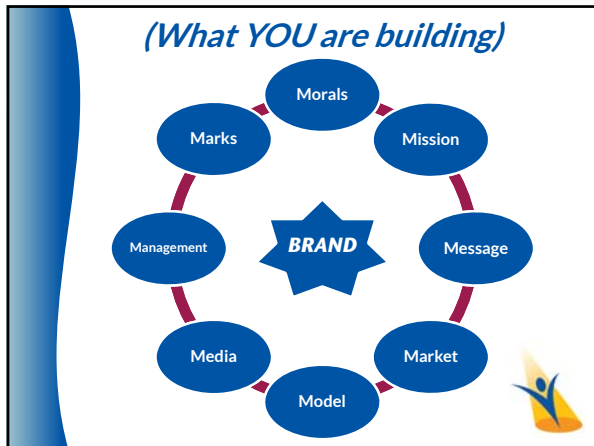 (What YOU are building)
Morals
Mission
Message
Market
Model
Media
Management
Marks
BRAND